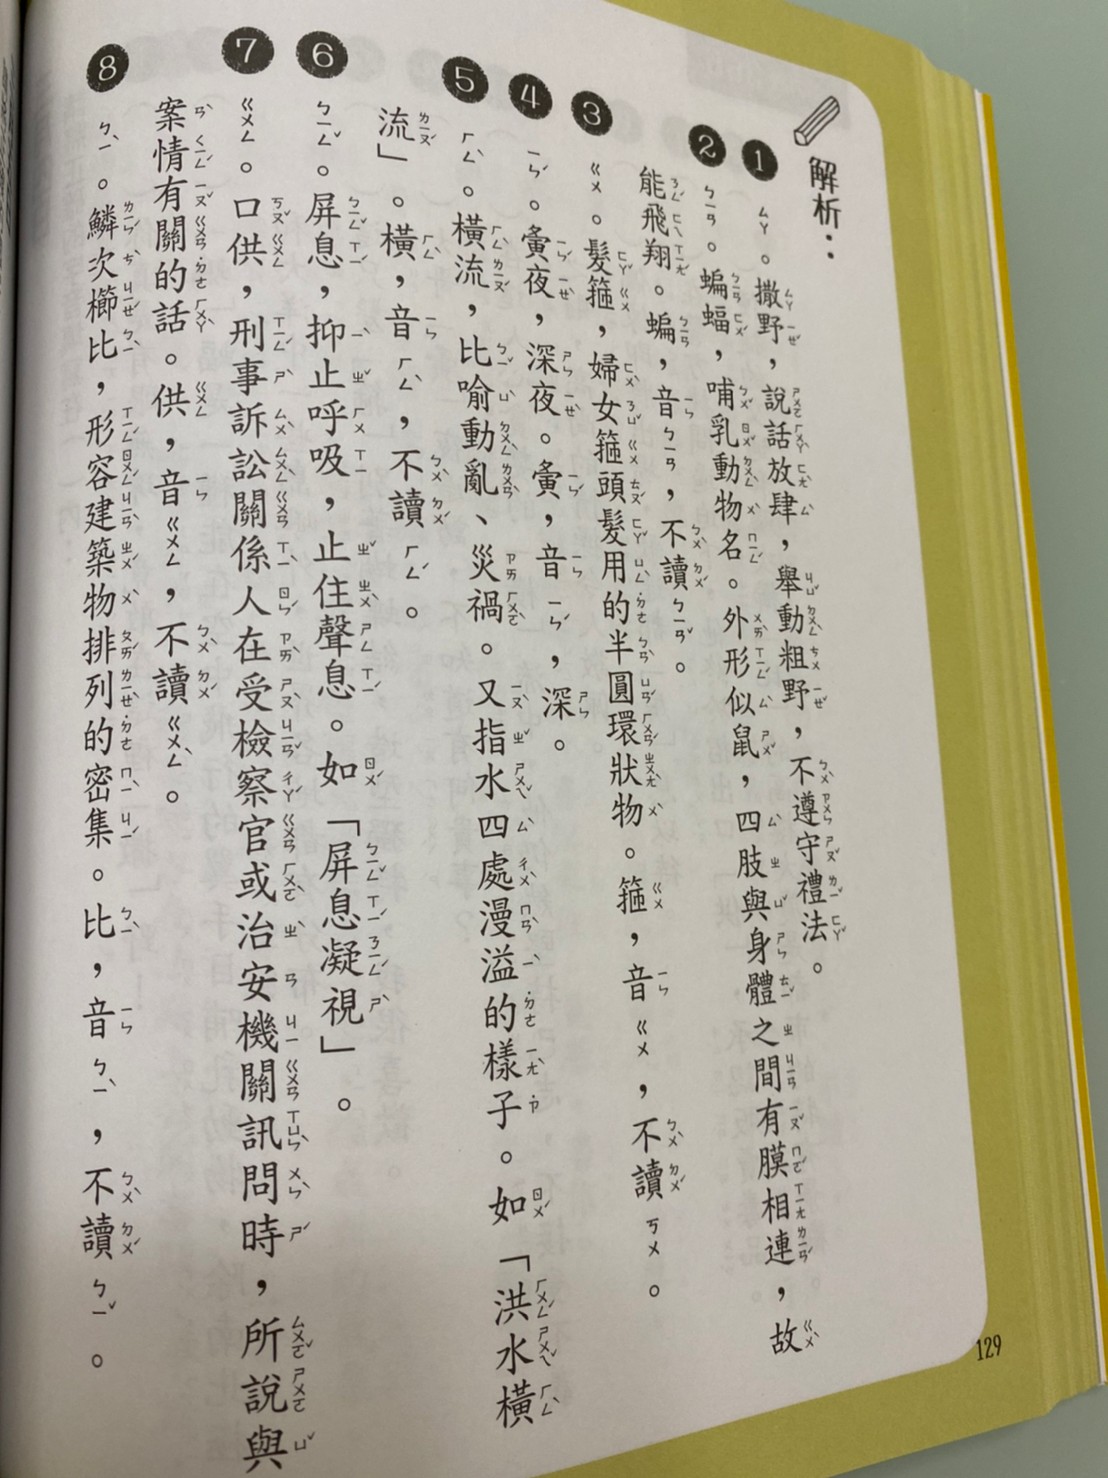 解析：
1 ㄙㄚ。撒野，說話放肆，舉動粗野，不遵守禮法。
2 ㄅㄧㄢ。蝙蝠，哺乳動物名。外形似鼠，四肢與身體之間有膜相連，故
能飛翔。蝙，音ㄅㄧㄢ，不讀ㄅㄧㄢˇ。
3 ㄍㄨ。髮箍，婦女箍頭髮用的半圓環狀物。箍，音ㄍㄨ，不讀ㄎㄨ。
4 ㄧㄣˊ。夤夜，深夜。夤，音ㄧㄣˊ，深。
5 ㄏㄥˋ。橫流，比喻動亂、災禍。又指水四處漫溢的樣子。如「洪水橫
流」。橫，音ㄏㄥˋ，不讀ㄏㄥˊ。
6 ㄅㄧㄥˇ。屏息，抑止呼吸，止住聲息。如「屏息凝視」。
7 ㄍㄨㄥ。口供，刑事訴訟關係人在受檢察官或治安機關訊問時，所說與
案情有關的話。供，音ㄍㄨㄥ，不讀ㄍㄨㄥˋ。
8 ㄅㄧˋ。鱗次櫛比，形容建築物排列的密集。比，音ㄅㄧˋ，不讀ㄅㄧˇ。
129